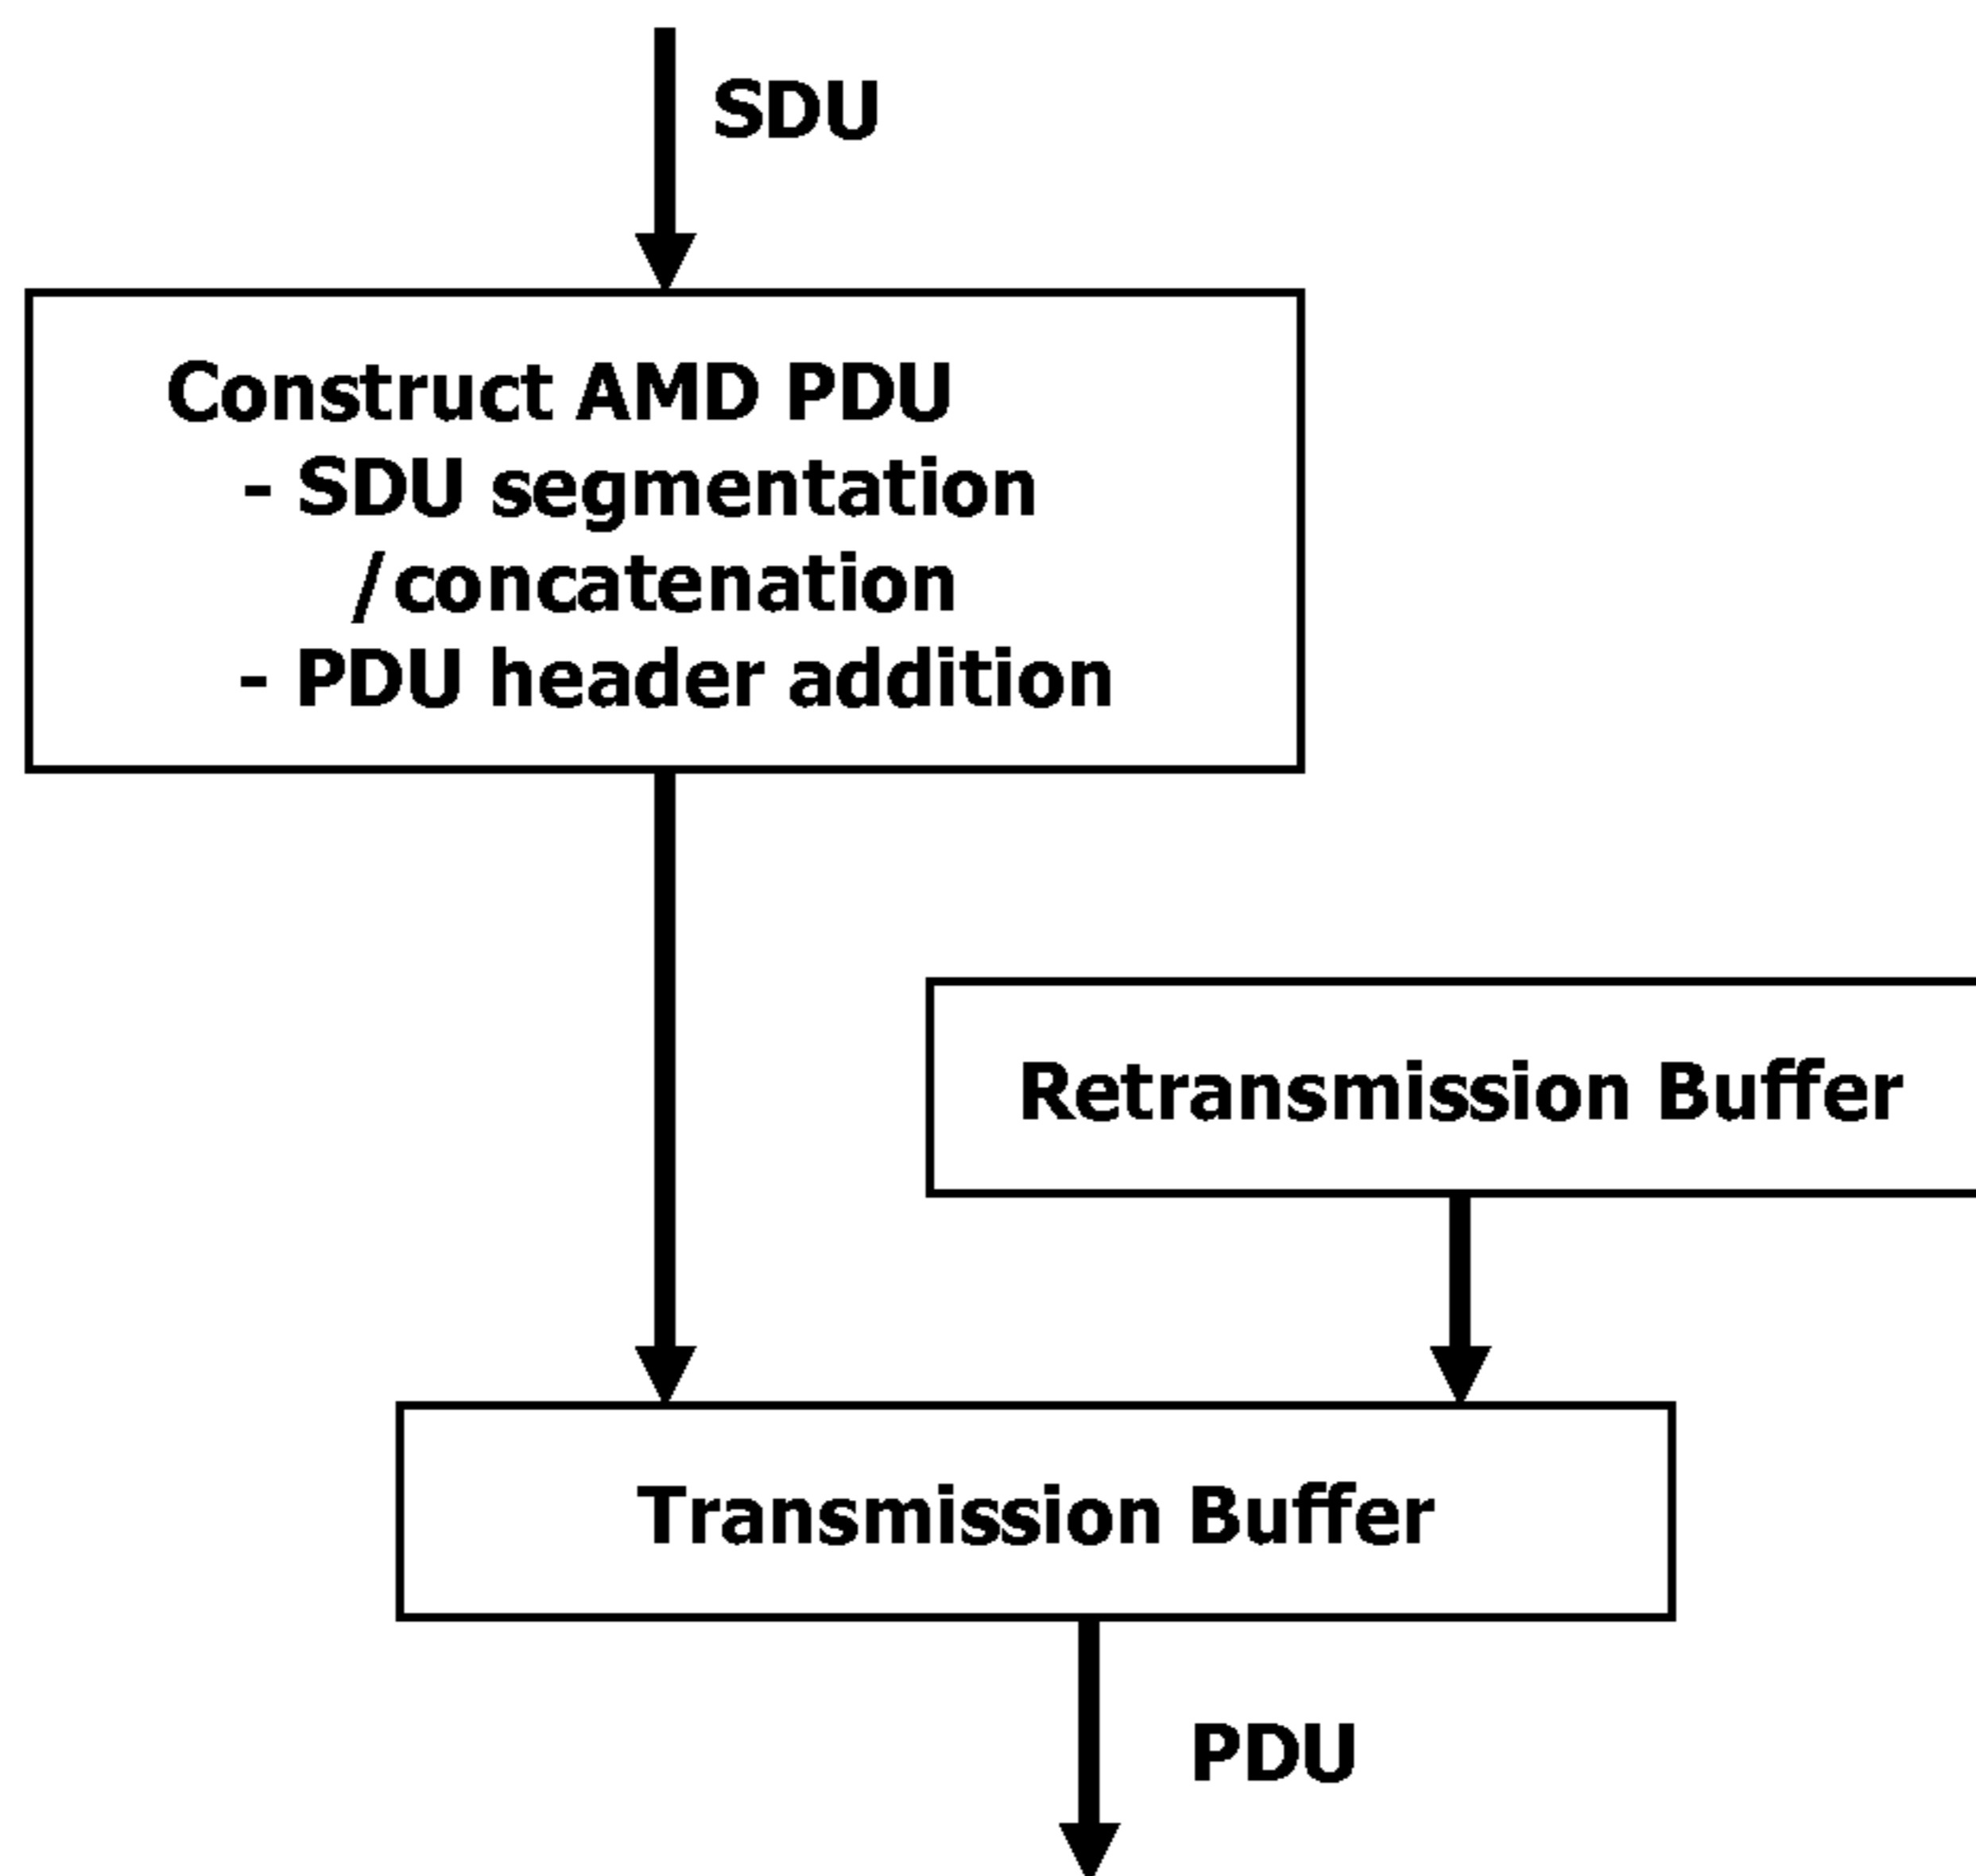 SDU
Construct AMD PDU
- SDU segmentation
/concatenation
- PDU header addition
Retransmission Buffer
Transmission Buffer
PDU